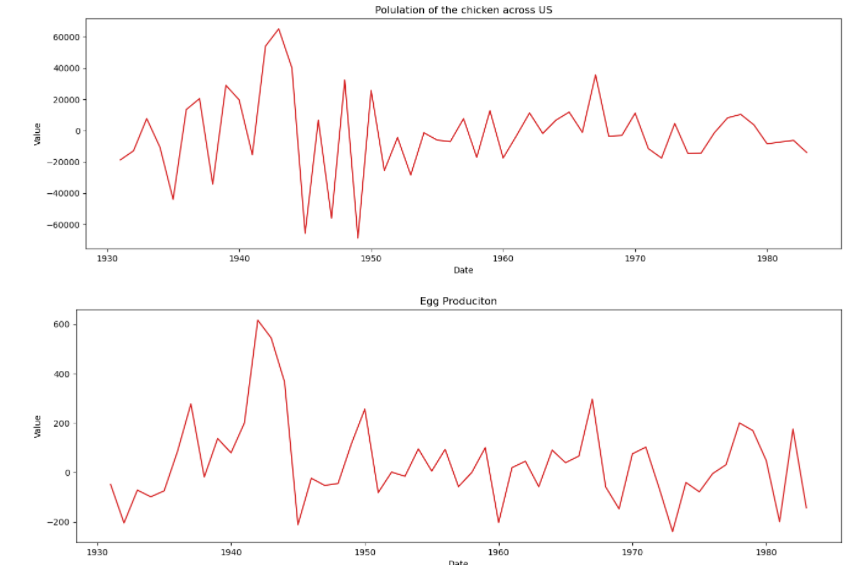 Polulation of the chicken across US
60000
40000
20000
0
−20000
−40000
−60000
Value
1930 1940 1950 1960 1970 1980
Date
Egg Produciton
600
400
200
0
−200
Value
1930 1940 1950 1960 1970 1980
Date